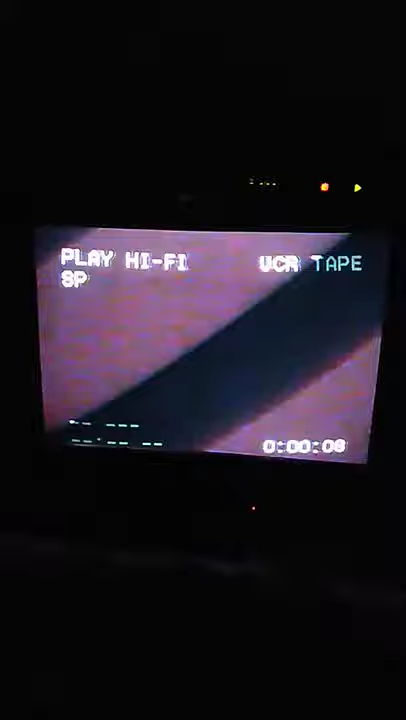 PLAY HI-FI
VCR TAPE
SP
-- ---
--:-- --
0:00:08